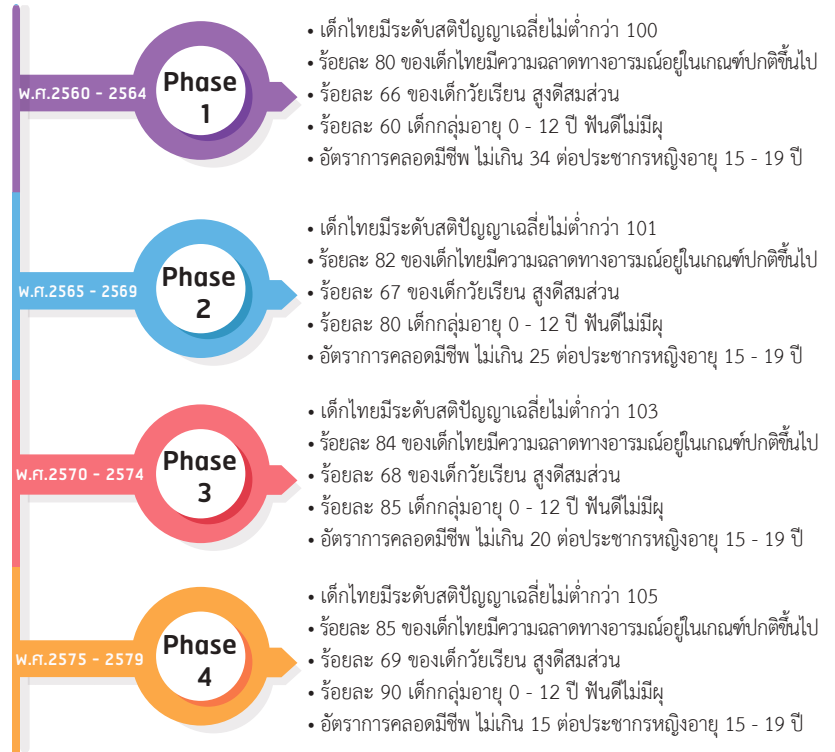 พ.ศ.2560 - 2564
Phase
1
• เด็กไทยมีระดับสติปัญญาเฉลี่ยไม่ต่ำกว่า 100
• ร้อยละ 80 ของเด็กไทยมีความฉลาดทางอารมณ์อยู่ในเกณฑ์ปกติขึ้นไป
• ร้อยละ 66 ของเด็กวัยเรียน สูงดีสมส่วน
• ร้อยละ 60 เด็กกลุ่มอายุ 0 - 12 ปี ฟันดีไม่มีผุ
• อัตราการคลอดมีชีพ ไม่เกิน 34 ต่อประชากรหญิงอายุ 15 - 19 ปี
พ.ศ.2565 - 2569
Phase
2
• เด็กไทยมีระดับสติปัญญาเฉลี่ยไม่ต่ำกว่า 101
• ร้อยละ 82 ของเด็กไทยมีความฉลาดทางอารมณ์อยู่ในเกณฑ์ปกติขึ้นไป
• ร้อยละ 67 ของเด็กวัยเรียน สูงดีสมส่วน
• ร้อยละ 80 เด็กกลุ่มอายุ 0 - 12 ปี ฟันดีไม่มีผุ
• อัตราการคลอดมีชีพ ไม่เกิน 25 ต่อประชากรหญิงอายุ 15 - 19 ปี
พ.ศ.2570 - 2574
Phase
3
• เด็กไทยมีระดับสติปัญญาเฉลี่ยไม่ต่ำกว่า 103
• ร้อยละ 84 ของเด็กไทยมีความฉลาดทางอารมณ์อยู่ในเกณฑ์ปกติขึ้นไป
• ร้อยละ 68 ของเด็กวัยเรียน สูงดีสมส่วน
• ร้อยละ 85 เด็กกลุ่มอายุ 0 - 12 ปี ฟันดีไม่มีผุ
• อัตราการคลอดมีชีพ ไม่เกิน 20 ต่อประชากรหญิงอายุ 15 - 19 ปี
พ.ศ.2575 - 2579
Phase
4
• เด็กไทยมีระดับสติปัญญาเฉลี่ยไม่ต่ำกว่า 105
• ร้อยละ 85 ของเด็กไทยมีความฉลาดทางอารมณ์อยู่ในเกณฑ์ปกติขึ้นไป
• ร้อยละ 69 ของเด็กวัยเรียน สูงดีสมส่วน
• ร้อยละ 90 เด็กกลุ่มอายุ 0 - 12 ปี ฟันดีไม่มีผุ
• อัตราการคลอดมีชีพ ไม่เกิน 15 ต่อประชากรหญิงอายุ 15 - 19 ปี